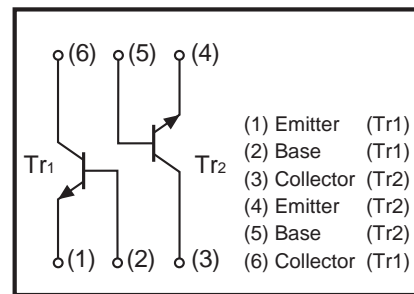 (6) (5) (4)
Tr1 Tr2
(1) (2) (3)
(1) Emitter (Tr1)
(2) Base (Tr1)
(3) Collector (Tr2)
(4) Emitter (Tr2)
(5) Base (Tr2)
(6) Collector (Tr1)